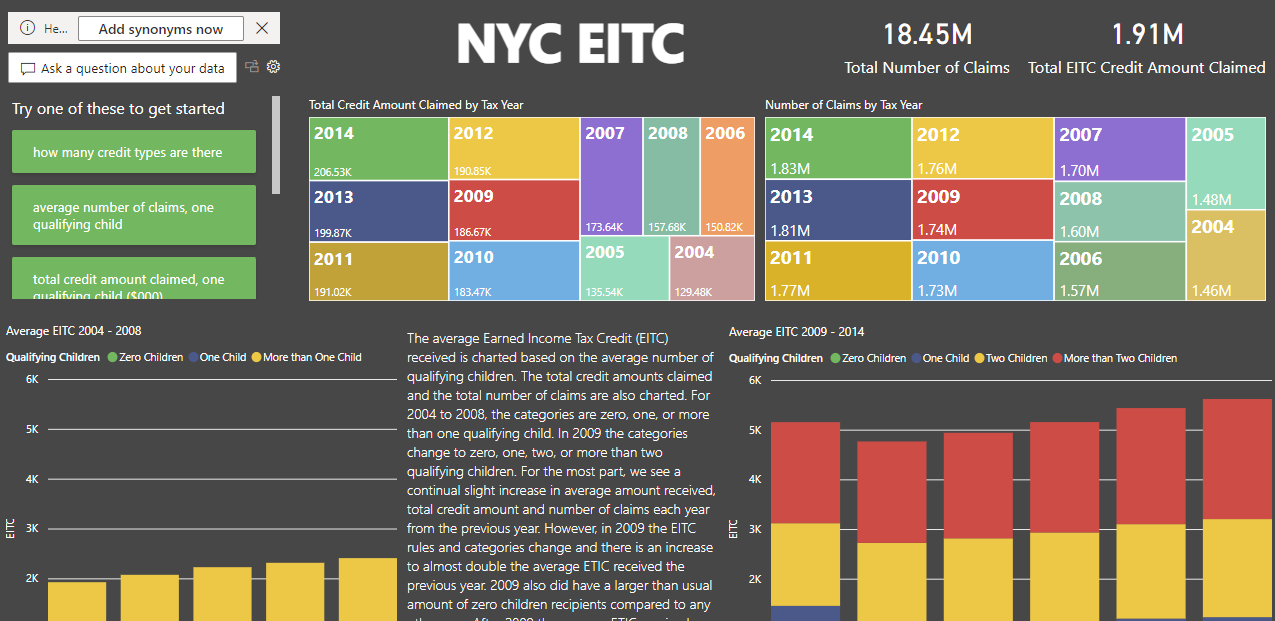 He...
Add synonyms now
Ask a question about your data
Try one of these to get started
how many credit types are there
average number of claims, one
qualifying child
total credit amount claimed, one
qualifying child ($000)
NYC EITC
18.45M
Total Number of Claims
1.91M
Total EITC Credit Amount Claimed
Total Credit Amount Claimed by Tax Year
2014
206.53K
2013
199.87K
2011
191.02K
2012
190.85K
2009
186.67K
2010
183.47K
2007
173.64K
2008
157.68K
2006
150.82K
2005
135.54K
2004
129.48K
Number of Claims by Tax Year
2014
1.83M
2013
1.81M
2011
1.77M
2012
1.76M
2009
1.74M
2010
1.73M
2007
1.70M
2008
1.60M
2006
1.57M
2005
1.48M
2004
1.46M
Average EITC 2004 - 2008
Qualifying Children Zero Children One Child More than One Child
6K
5K
4K
3K
2K
EITC
The average Earned Income Tax Credit (EITC)
received is charted based on the average number of
qualifying children. The total credit amounts claimed
and the total number of claims are also charted. For
2004 to 2008, the categories are zero, one, or more
than one qualifying child. In 2009 the categories
change to zero, one, two, or more than two
qualifying children. For the most part, we see a
continual slight increase in average amount received,
total credit amount and number of claims each year
from the previous year. However, in 2009 the EITC
rules and categories change and there is an increase
to almost double the average ETIC received the
previous year. 2009 also did have a larger than usual
amount of zero children recipients compared to any
Average EITC 2009 - 2014
Qualifying Children Zero Children One Child Two Children More than Two Children
6K
5K
4K
3K
2K
EITC